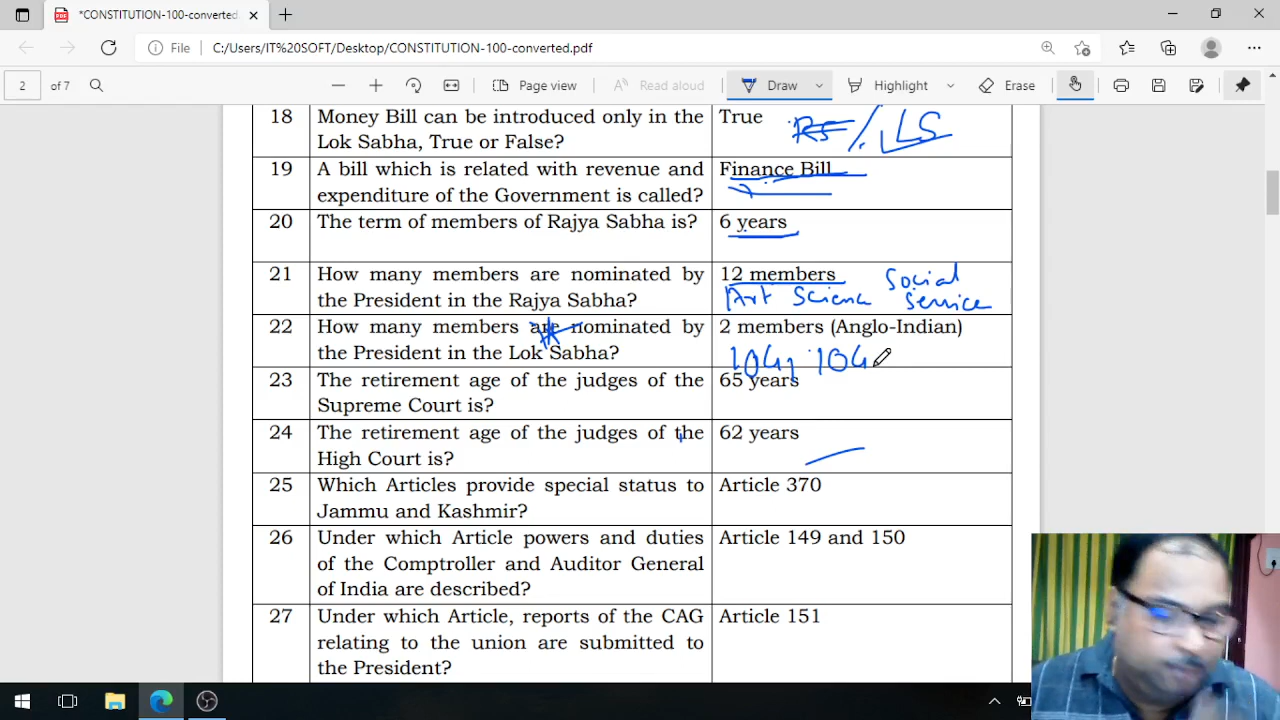 *CONSTITUTION-100-converted
File C:/Users/IT%20SOFT/Desktop/CONSTITUTION-100-converted.pdf
2 of 7 Page view Read aloud Draw Highlight Erase
18 Money Bill can be introduced only in the True RS / LS
Lok Sabha, True or False?
19 A bill which is related with revenue and Finance Bill
expenditure of the Government is called?
20 The term of members of Rajya Sabha is? 6 years
21 How many members are nominated by 12 members Social
the President in the Rajya Sabha? Art Science Service
22 How many members are nominated by 2 members (Anglo-Indian)
the President in the Lok Sabha? 104, 104
23 The retirement age of the judges of the 65 years
Supreme Court is?
24 The retirement age of the judges of the 62 years
High Court is?
25 Which Articles provide special status to Article 370
Jammu and Kashmir?
26 Under which Article powers and duties Article 149 and 150
of the Comptroller and Auditor General
of India are described?
27 Under which Article, reports of the CAG Article 151
relating to the union are submitted to
the President?